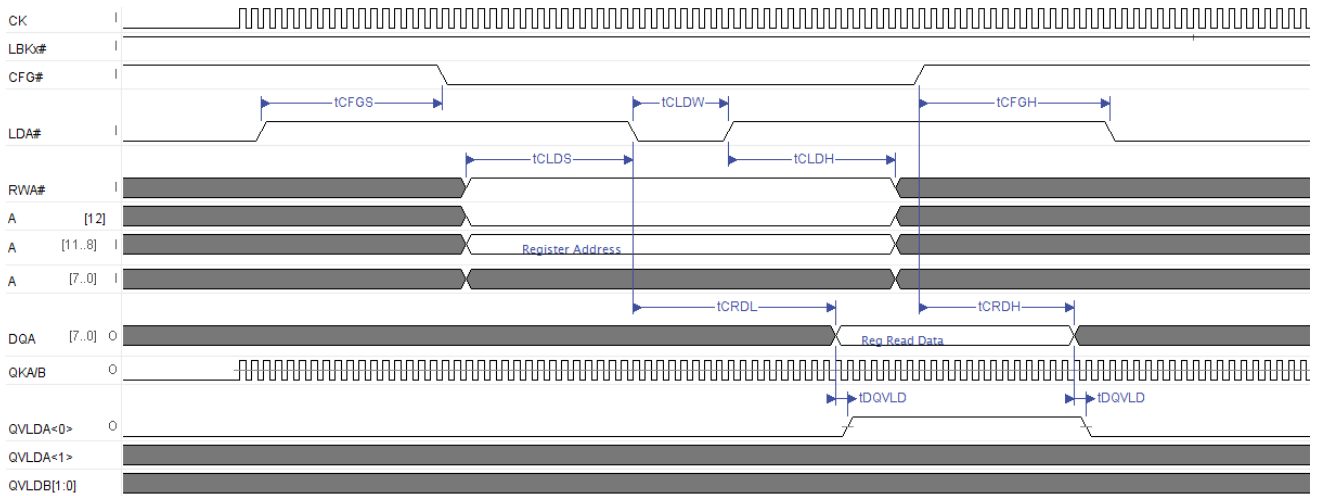 CK I
LBKx# I
CFG# I
tCFGS tCLDW tCFGH
LDA# I
tCLDS tCLDH
RWA# I
A [12]
A [11..8] I Register Address
A [7..0] I
tCRDL tCRDH
DQA [7..0] O Reg Read Data
QKA/B O
tDQVLD tDQVLD
QVLDA<0> O
QVLDA<1>
QVLDB[1:0]